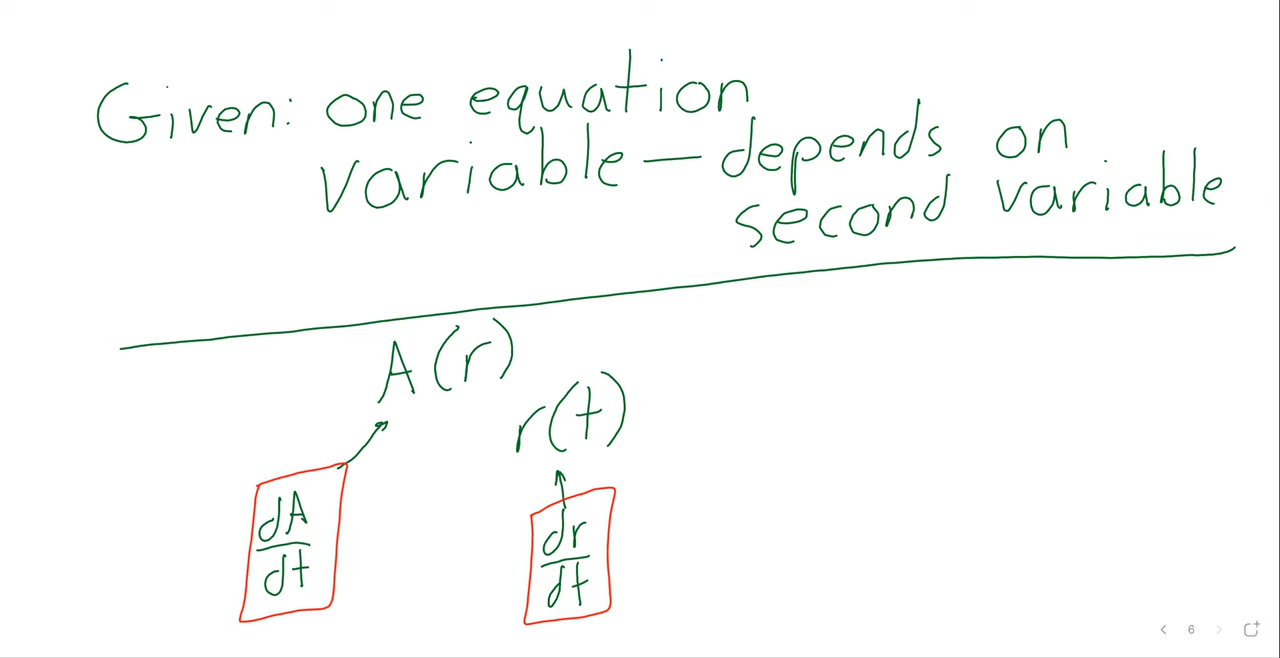 Given: one equation
variable — depends on
second variable
A(r)
r(t)
dA/dt
dr/dt
6